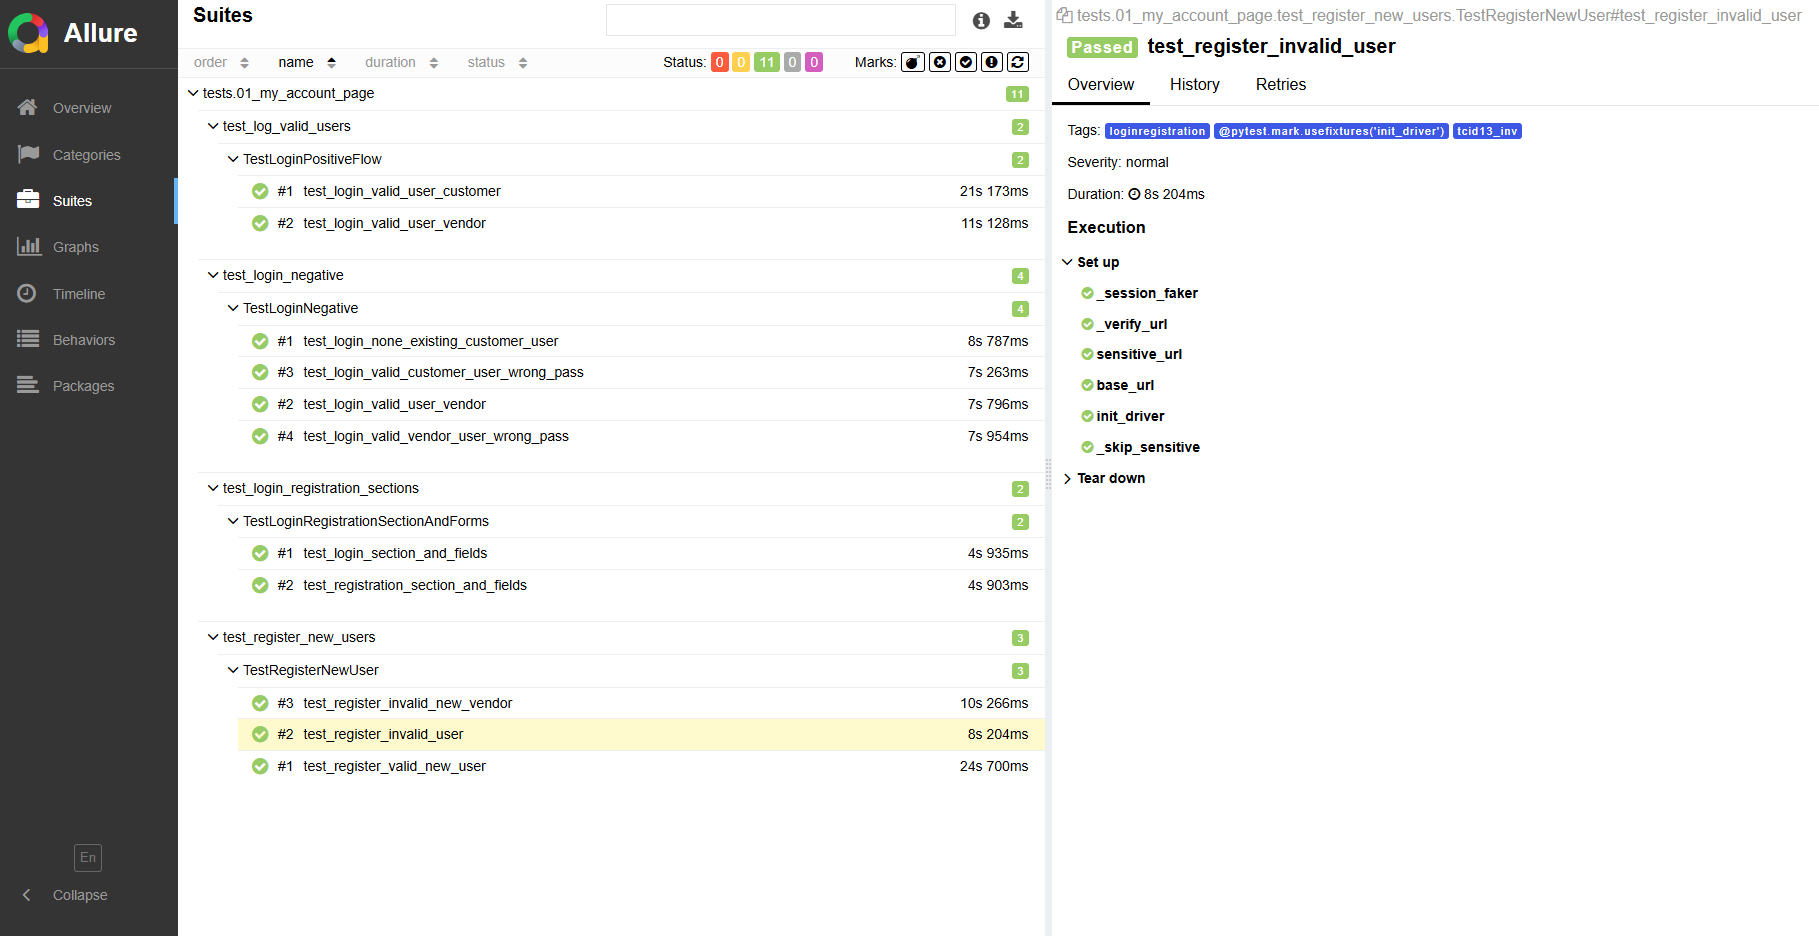 Allure
Overview
Categories
Suites
Graphs
Timeline
Behaviors
Packages
En
Collapse
Suites
order name duration status Status: 0 0 11 0 0 Marks:
tests.01_my_account_page 11
test_log_valid_users 2
TestLoginPositiveFlow 2
#1 test_login_valid_user_customer 21s 173ms
#2 test_login_valid_user_vendor 11s 128ms
test_login_negative 4
TestLoginNegative 4
#1 test_login_none_existing_customer_user 8s 787ms
#3 test_login_valid_customer_user_wrong_pass 7s 263ms
#2 test_login_valid_user_vendor 7s 796ms
#4 test_login_valid_vendor_user_wrong_pass 7s 954ms
test_login_registration_sections 2
TestLoginRegistrationSectionAndForms 2
#1 test_login_section_and_fields 4s 935ms
#2 test_registration_section_and_fields 4s 903ms
test_register_new_users 3
TestRegisterNewUser 3
#3 test_register_invalid_new_vendor 10s 266ms
#2 test_register_invalid_user 8s 204ms
#1 test_register_valid_new_user 24s 700ms
tests.01_my_account_page.test_register_new_users.TestRegisterNewUser#test_register_invalid_user
Passed test_register_invalid_user
Overview History Retries
Tags: loginregistration @pytest.mark.usefixtures('init_driver') tcid13_inv
Severity: normal
Duration: 8s 204ms
Execution
Set up
_session_faker
_verify_url
sensitive_url
base_url
init_driver
_skip_sensitive
Tear down